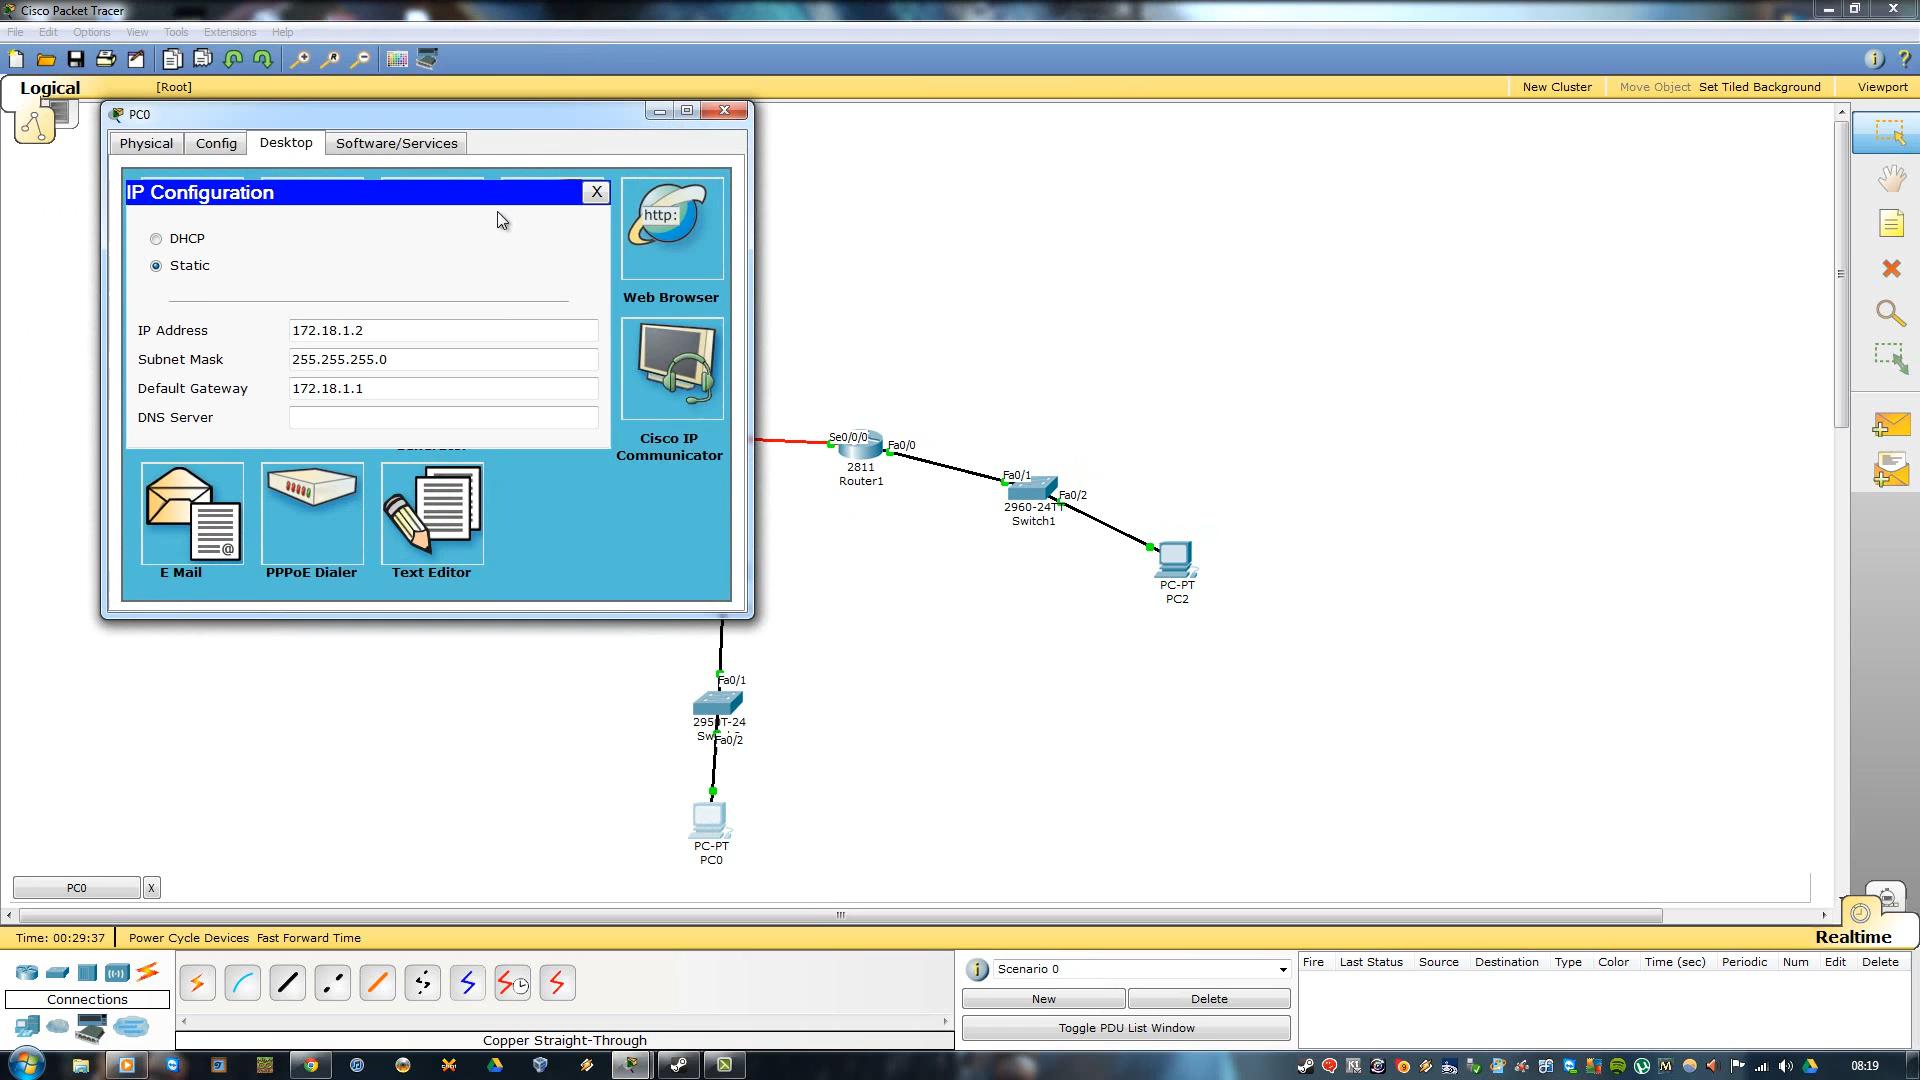 Cisco Packet Tracer
File Edit Options View Tools Extensions Help
Logical [Root] New Cluster Move Object Set Tiled Background Viewport
PC0
Physical Config Desktop Software/Services
IP Configuration X
http:
DHCP
Static
Web Browser
IP Address 172.18.1.2
Subnet Mask 255.255.255.0
Default Gateway 172.18.1.1
DNS Server
Cisco IP
Communicator
E Mail PPPoE Dialer Text Editor
Se0/0/0 Fa0/0
2811
Router1
Fa0/1
Fa0/2
2960-24TT
Switch1
PC-PT
PC2
Fa0/1
Fa0/2
PC-PT
PC0
PC0 X
Time: 00:29:37 Power Cycle Devices Fast Forward Time Realtime
Connections
Copper Straight-Through
Scenario 0
New Delete
Toggle PDU List Window
Fire Last Status Source Destination Type Color Time (sec) Periodic Num Edit Delete
08:19